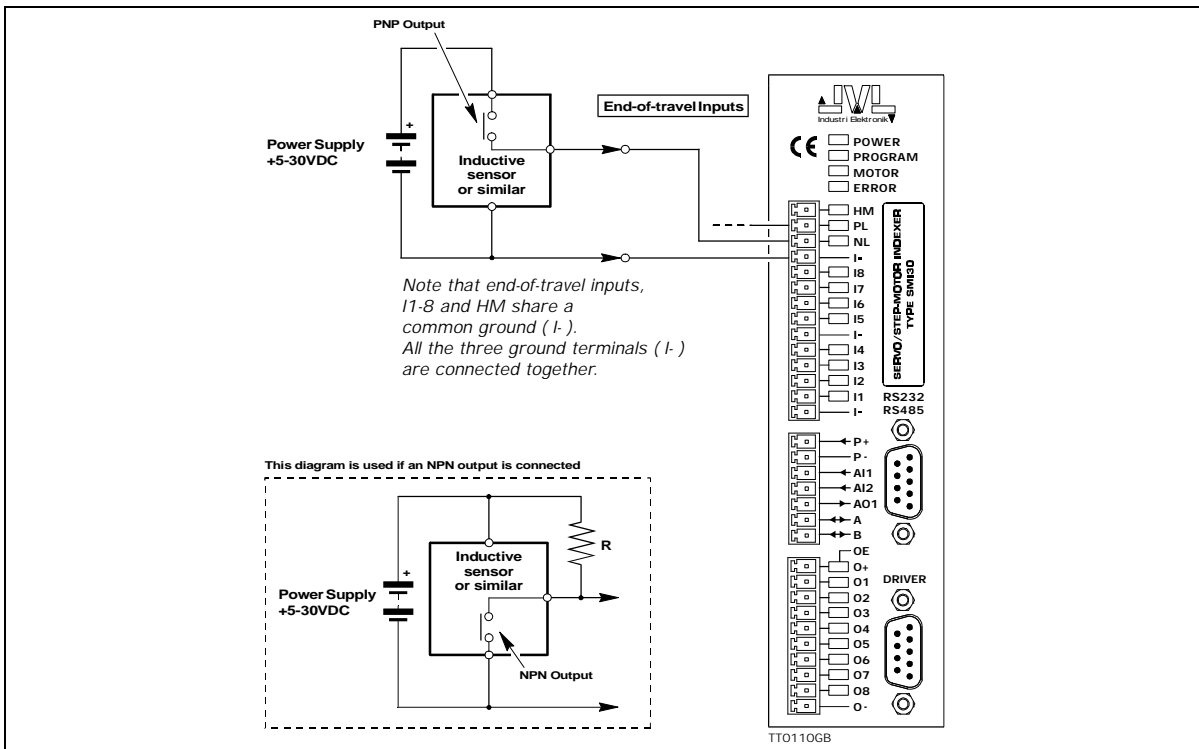 PNP Output
Power Supply
+5-30VDC
+
Inductive
sensor
or similar
End-of-travel Inputs
Note that end-of-travel inputs,
I1-8 and HM share a
common ground ( I- ).
All the three ground terminals ( I- )
are connected together.
This diagram is used if an NPN output is connected
Power Supply
+5-30VDC
+
Inductive
sensor
or similar
R
NPN Output
JVL
Industri Elektronik
CE
POWER
PROGRAM
MOTOR
ERROR
HM
PL
NL
I-
I8
I7
I6
I5
I-
I4
I3
I2
I1
I-
SERVO/STEP-MOTOR INDEXER
TYPE SMI30
RS232
RS485
P+
P-
AI1
AI2
AO1
A
B
OE
O+
O1
O2
O3
O4
O5
O6
O7
O8
O-
DRIVER
TT0110GB